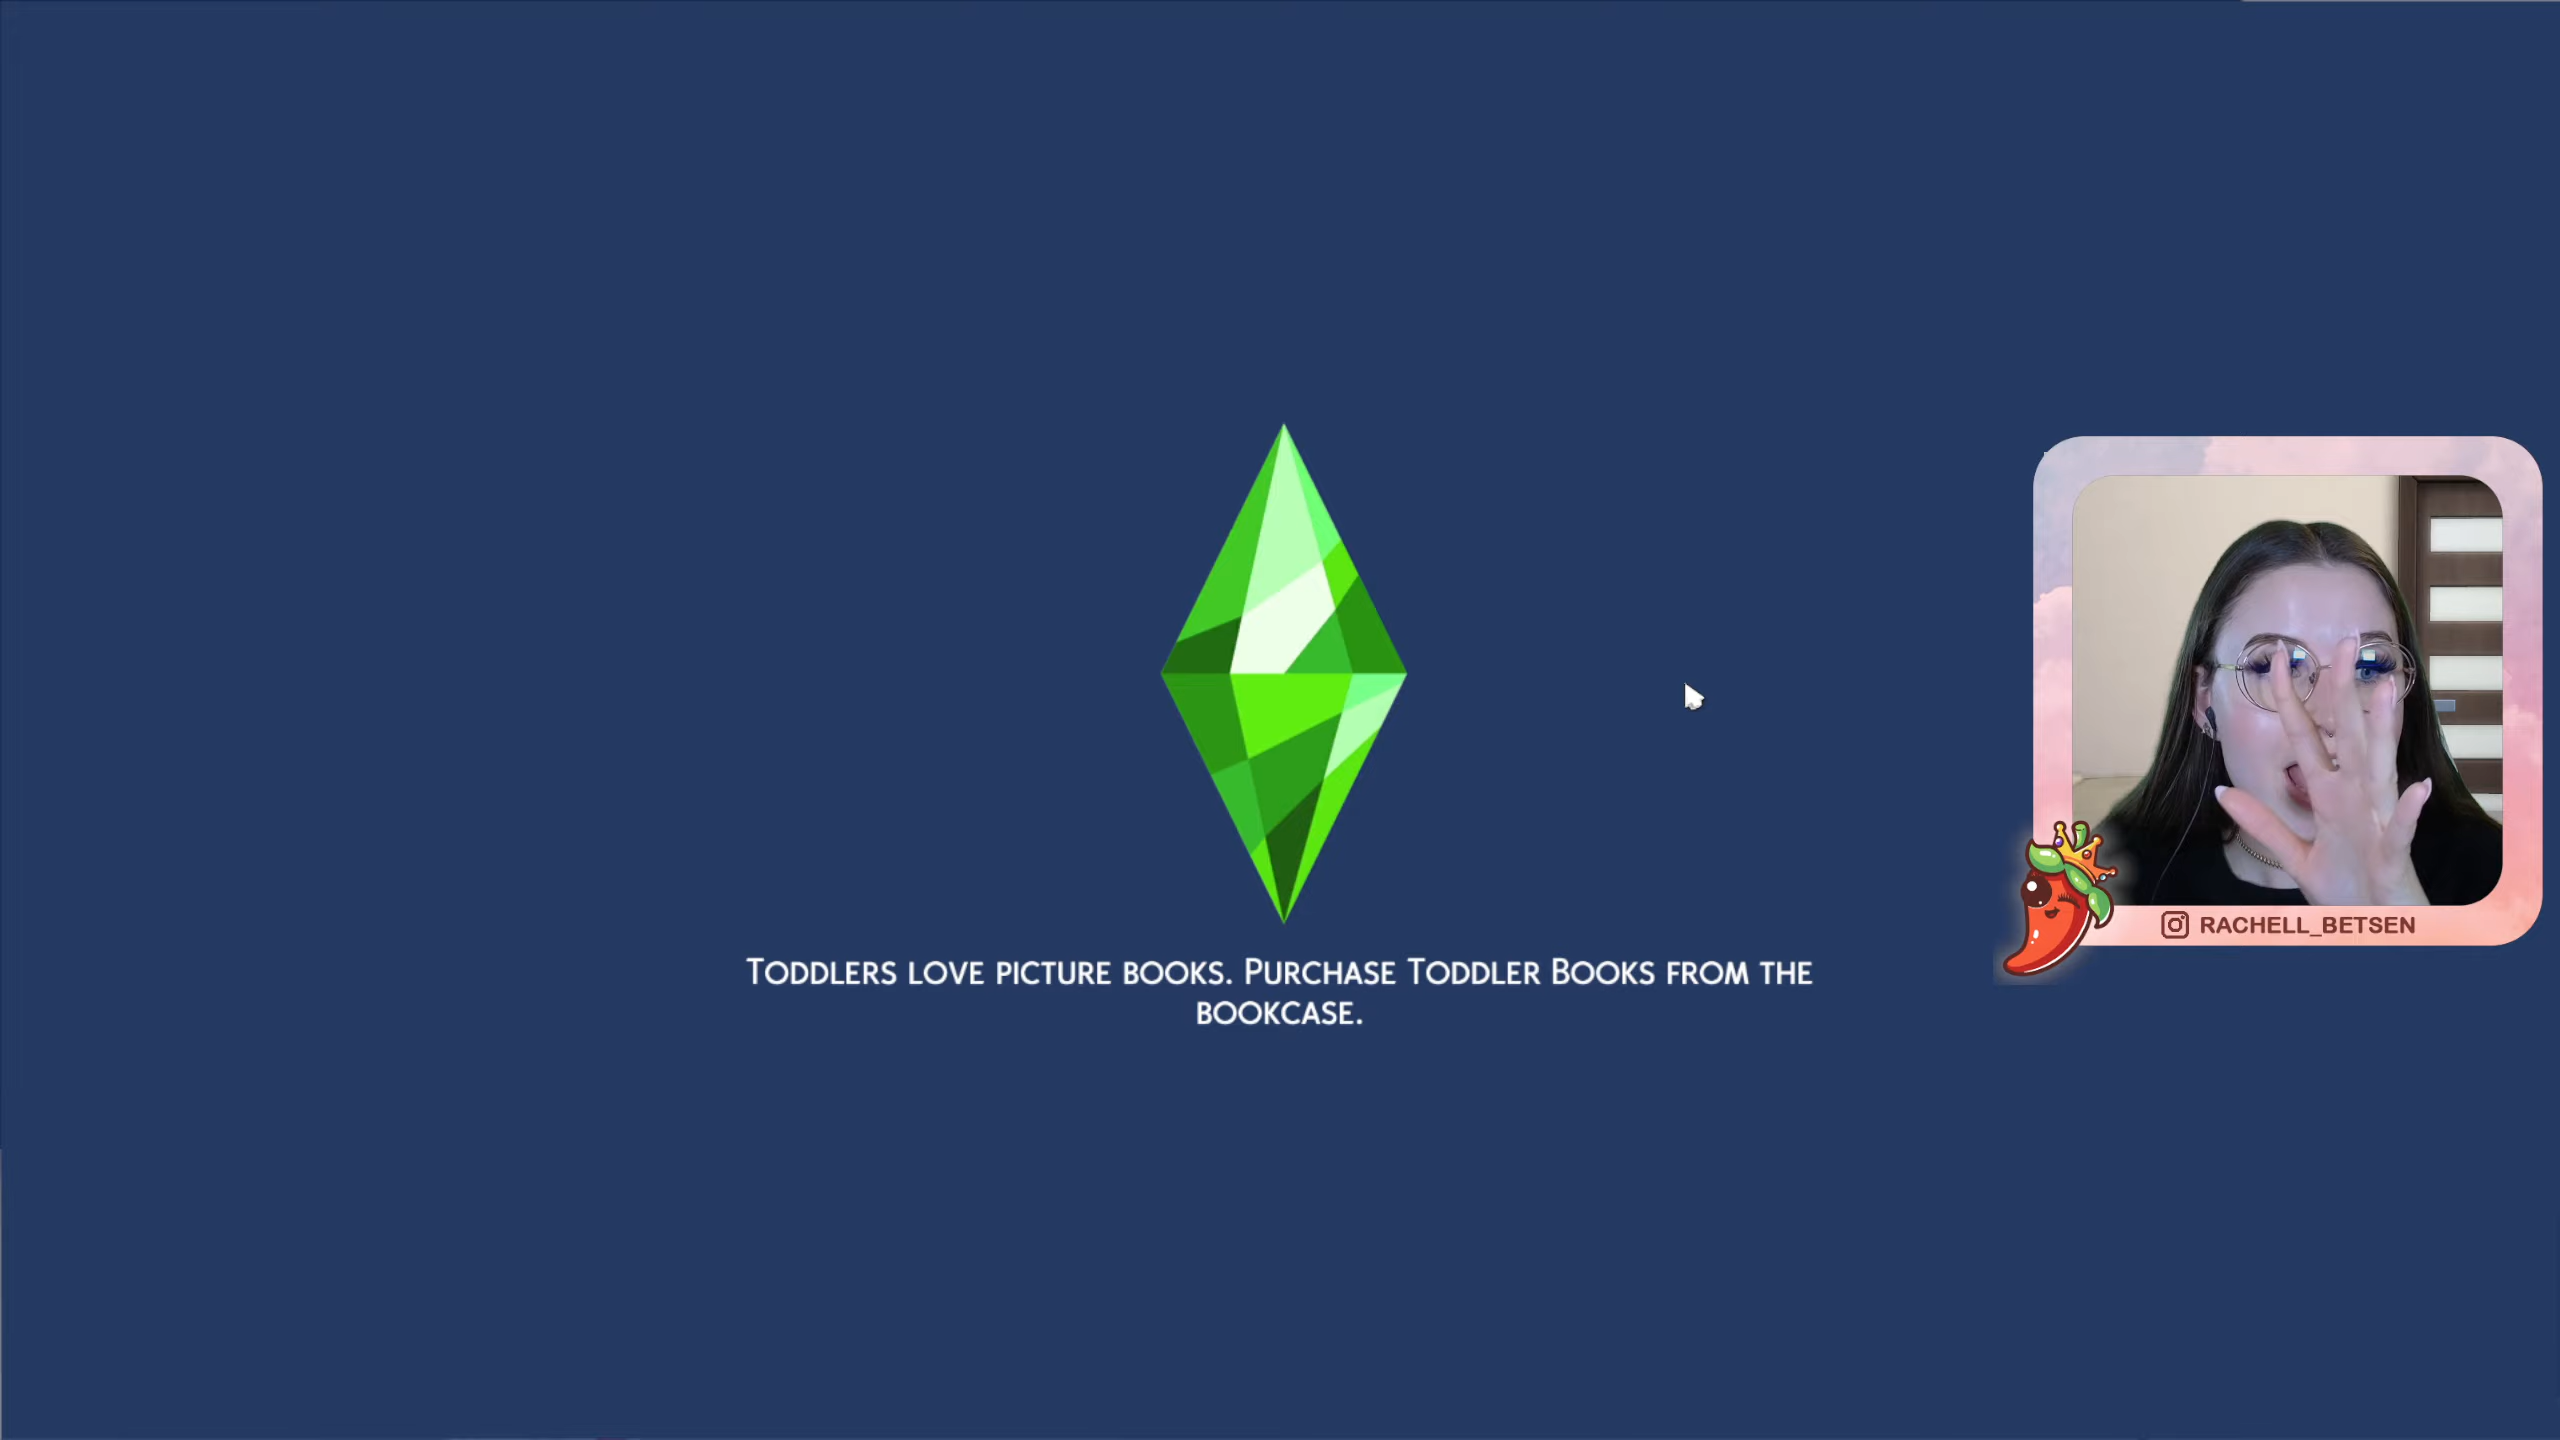 Toddlers love picture books. Purchase Toddler Books from the
bookcase.
RACHELL_BETSEN